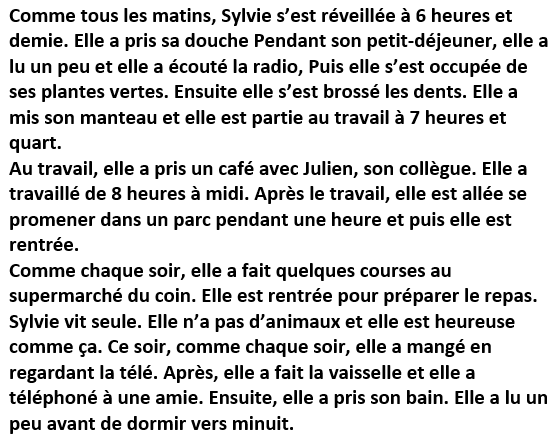 Comme tous les matins, Sylvie s’est réveillée à 6 heures et
demie. Elle a pris sa douche Pendant son petit-déjeuner, elle a
lu un peu et elle a écouté la radio, Puis elle s’est occupée de
ses plantes vertes. Ensuite elle s’est brossé les dents. Elle a
mis son manteau et elle est partie au travail à 7 heures et
quart.
Au travail, elle a pris un café avec Julien, son collègue. Elle a
travaillé de 8 heures à midi. Après le travail, elle est allée se
promener dans un parc pendant une heure et puis elle est
rentrée.
Comme chaque soir, elle a fait quelques courses au
supermarché du coin. Elle est rentrée pour préparer le repas.
Sylvie vit seule. Elle n’a pas d’animaux et elle est heureuse
comme ça. Ce soir, comme chaque soir, elle a mangé en
regardant la télé. Après, elle a fait la vaisselle et elle a
téléphoné à une amie. Ensuite, elle a pris son bain. Elle a lu un
peu avant de dormir vers minuit.